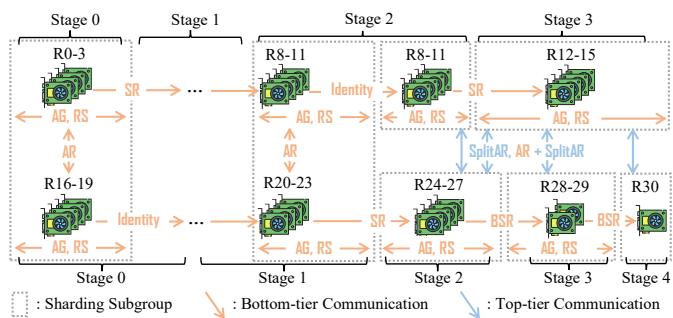 Stage 0 Stage 1 Stage 2 Stage 3
R0-3 R8-11 R8-11 R12-15
SR ... Identity SR
AG, RS AG, RS AG, RS AG, RS
AR AR SplitAR, AR + SplitAR
R16-19 R20-23 R24-27 R28-29 R30
Identity ... SR BSR BSR
AG, RS AG, RS AG, RS AG, RS
Stage 0 Stage 1 Stage 2 Stage 3 Stage 4
: Sharding Subgroup : Bottom-tier Communication : Top-tier Communication